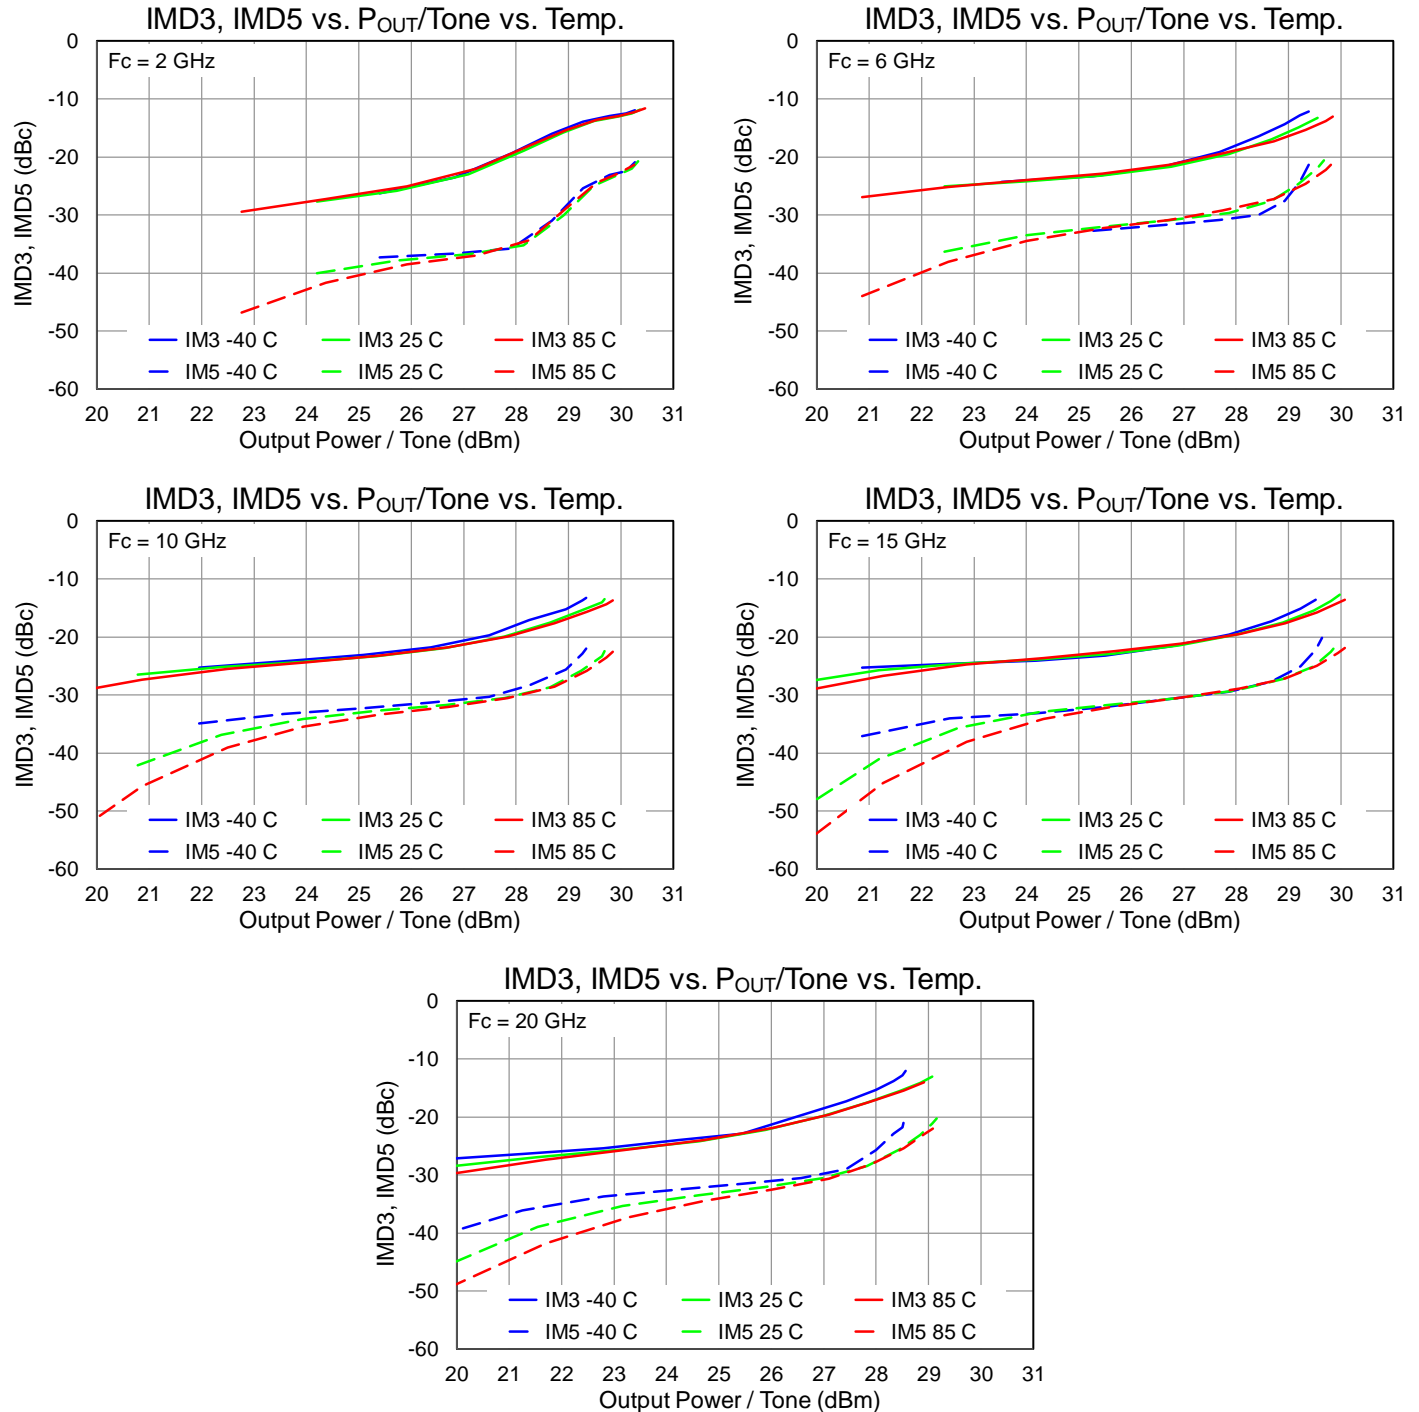 IMD3, IMD5 vs. POUT/Tone vs. Temp.
Fc = 2 GHz
IMD3, IMD5 (dBc)
0
-10
-20
-30
-40
-50
-60
IM3 -40 C IM3 25 C IM3 85 C
IM5 -40 C IM5 25 C IM5 85 C
20 21 22 23 24 25 26 27 28 29 30 31
Output Power / Tone (dBm)
IMD3, IMD5 vs. POUT/Tone vs. Temp.
Fc = 6 GHz
IMD3, IMD5 (dBc)
0
-10
-20
-30
-40
-50
-60
IM3 -40 C IM3 25 C IM3 85 C
IM5 -40 C IM5 25 C IM5 85 C
20 21 22 23 24 25 26 27 28 29 30 31
Output Power / Tone (dBm)
IMD3, IMD5 vs. POUT/Tone vs. Temp.
Fc = 10 GHz
IMD3, IMD5 (dBc)
0
-10
-20
-30
-40
-50
-60
IM3 -40 C IM3 25 C IM3 85 C
IM5 -40 C IM5 25 C IM5 85 C
20 21 22 23 24 25 26 27 28 29 30 31
Output Power / Tone (dBm)
IMD3, IMD5 vs. POUT/Tone vs. Temp.
Fc = 15 GHz
IMD3, IMD5 (dBc)
0
-10
-20
-30
-40
-50
-60
IM3 -40 C IM3 25 C IM3 85 C
IM5 -40 C IM5 25 C IM5 85 C
20 21 22 23 24 25 26 27 28 29 30 31
Output Power / Tone (dBm)
IMD3, IMD5 vs. POUT/Tone vs. Temp.
Fc = 20 GHz
IMD3, IMD5 (dBc)
0
-10
-20
-30
-40
-50
-60
IM3 -40 C IM3 25 C IM3 85 C
IM5 -40 C IM5 25 C IM5 85 C
20 21 22 23 24 25 26 27 28 29 30 31
Output Power / Tone (dBm)